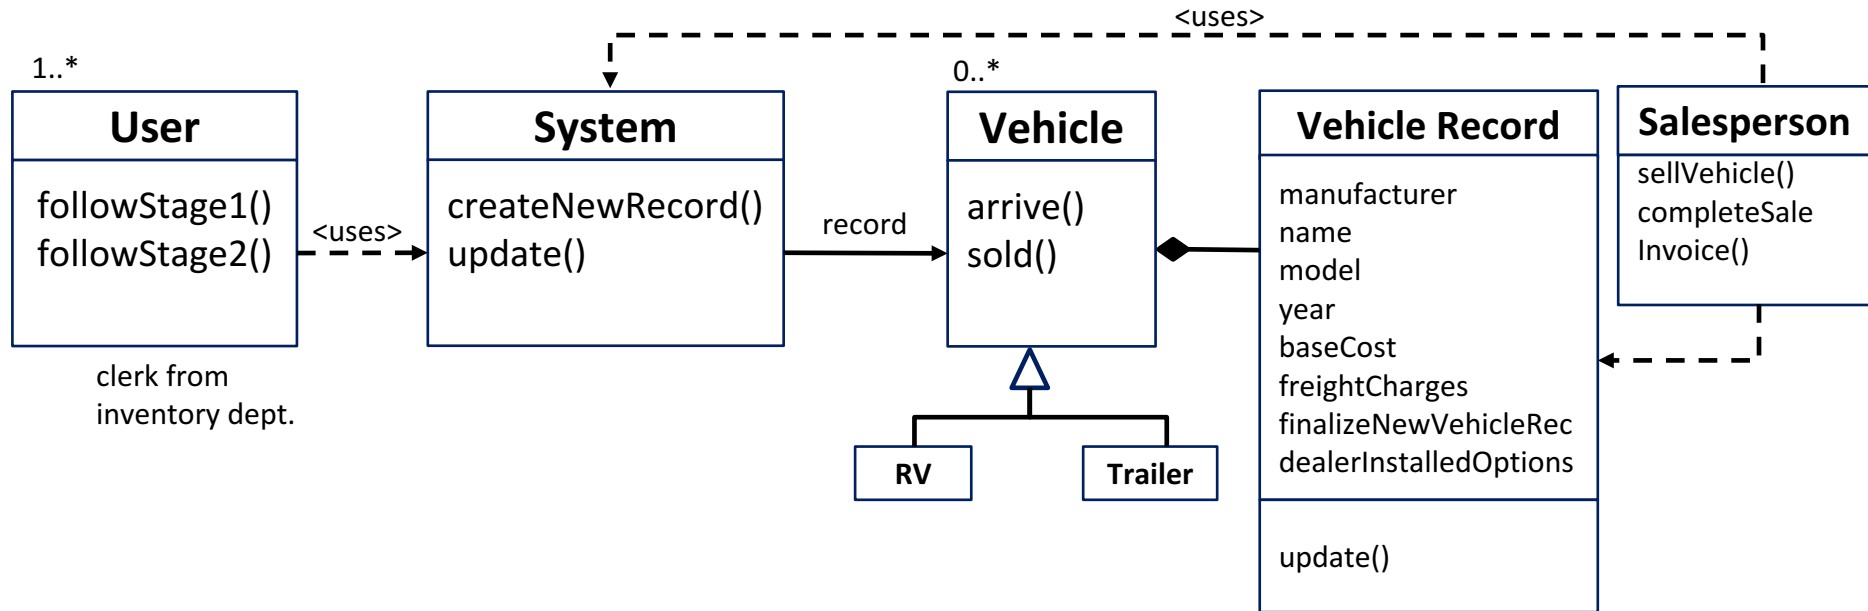 <uses>
1..*
0..*
User
System
Vehicle
Vehicle Record
Salesperson
followStage1()
followStage2()
<uses>
createNewRecord()
update()
record
arrive()
sold()
manufacturer
name
model
year
baseCost
freightCharges
finalizeNewVehicleRec
dealerInstalledOptions
update()
sellVehicle()
completeSale
Invoice()
clerk from
inventory dept.
RV
Trailer